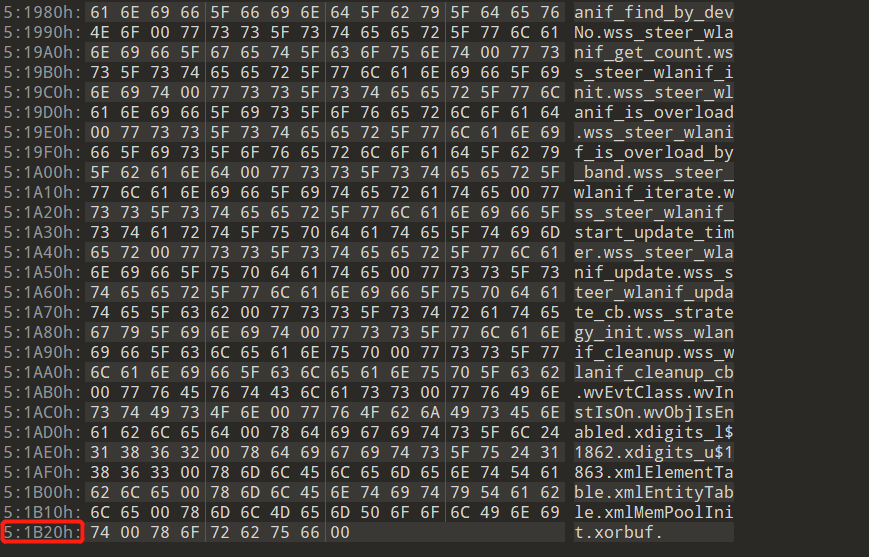 5:1980h: 61 6E 69 66 5F 66 69 6E 64 5F 62 79 5F 64 65 76 anif_find_by_dev
5:1990h: 4E 6F 00 77 73 73 5F 73 74 65 65 72 5F 77 6C 61 No.wss_steer_wla
5:19A0h: 6E 69 66 5F 67 65 74 5F 63 6F 75 6E 74 00 77 73 nif_get_count.ws
5:19B0h: 73 5F 73 74 65 65 72 5F 77 6C 61 6E 69 66 5F 69 s_steer_wlanif_i
5:19C0h: 6E 69 74 00 77 73 73 5F 73 74 65 65 72 5F 77 6C nit.wss_steer_wl
5:19D0h: 61 6E 69 66 5F 69 73 5F 6F 76 65 72 6C 6F 61 64 anif_is_overload
5:19E0h: 00 77 73 73 5F 73 74 65 65 72 5F 77 6C 61 6E 69 .wss_steer_wlani
5:19F0h: 66 5F 69 73 5F 6F 76 65 72 6C 6F 61 64 5F 62 79 f_is_overload_by
5:1A00h: 5F 62 61 6E 64 00 77 73 73 5F 73 74 65 65 72 5F _band.wss_steer_
5:1A10h: 77 6C 61 6E 69 66 5F 69 74 65 72 61 74 65 00 77 wlanif_iterate.w
5:1A20h: 73 73 5F 73 74 65 65 72 5F 77 6C 61 6E 69 66 5F ss_steer_wlanif_
5:1A30h: 73 74 61 72 74 5F 75 70 64 61 74 65 5F 74 69 6D start_update_tim
5:1A40h: 65 72 00 77 73 73 5F 73 74 65 65 72 5F 77 6C 61 er.wss_steer_wla
5:1A50h: 6E 69 66 5F 75 70 64 61 74 65 00 77 73 73 5F 73 nif_update.wss_s
5:1A60h: 74 65 65 72 5F 77 6C 61 6E 69 66 5F 75 70 64 61 teer_wlanif_upda
5:1A70h: 74 65 5F 63 62 00 77 73 73 5F 73 74 72 61 74 65 te_cb.wss_strate
5:1A80h: 67 79 5F 69 6E 69 74 00 77 73 73 5F 77 6C 61 6E gy_init.wss_wlan
5:1A90h: 69 66 5F 63 6C 65 61 6E 75 70 00 77 73 73 5F 77 if_cleanup.wss_w
5:1AA0h: 6C 61 6E 69 66 5F 63 6C 65 61 6E 75 70 5F 63 62 lanif_cleanup_cb
5:1AB0h: 00 77 76 45 76 74 43 6C 61 73 73 00 77 76 49 6E .wvEvtClass.wvIn
5:1AC0h: 73 74 49 73 4F 6E 00 77 76 4F 62 6A 49 73 45 6E stIsOn.wvObjIsEn
5:1AD0h: 61 62 6C 65 64 00 78 64 69 67 69 74 73 5F 6C 24 abled.xdigits_l$
5:1AE0h: 31 38 36 32 00 78 64 69 67 69 74 73 5F 75 24 31 1862.xdigits_u$1
5:1AF0h: 38 36 33 00 78 6D 6C 45 6C 65 6D 65 6E 74 54 61 863.xmlElementTa
5:1B00h: 62 6C 65 00 78 6D 6C 45 6E 74 69 74 79 54 61 62 ble.xmlEntityTab
5:1B10h: 6C 65 00 78 6D 6C 4D 65 6D 50 6F 6F 6C 49 6E 69 le.xmlMemPoolIni
5:1B20h: 74 00 78 6F 72 62 75 66 00 t.xorbuf.